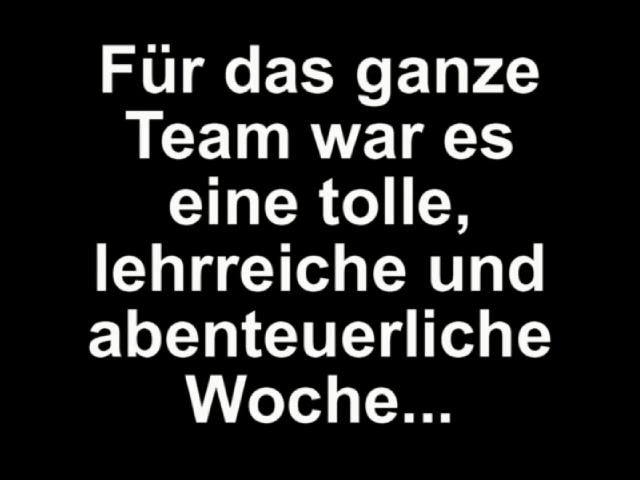 Für das ganze
Team war es
eine tolle,
lehrreiche und
abenteuerliche
Woche...